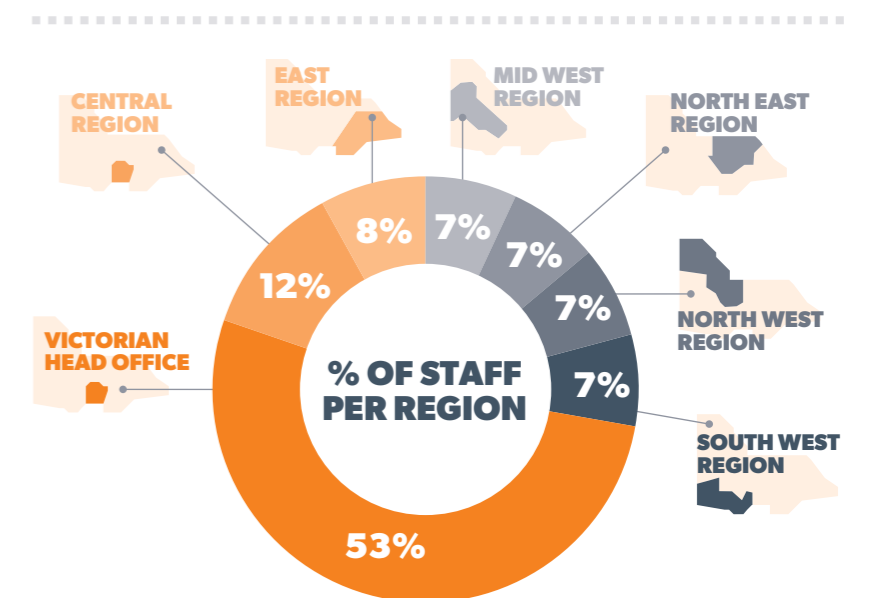 CENTRAL
REGION
EAST
REGION
MID WEST
REGION
NORTH EAST
REGION
8%
7%
7%
12%
7%
NORTH WEST
REGION
VICTORIAN
HEAD OFFICE
% OF STAFF
PER REGION
7%
SOUTH WEST
REGION
53%